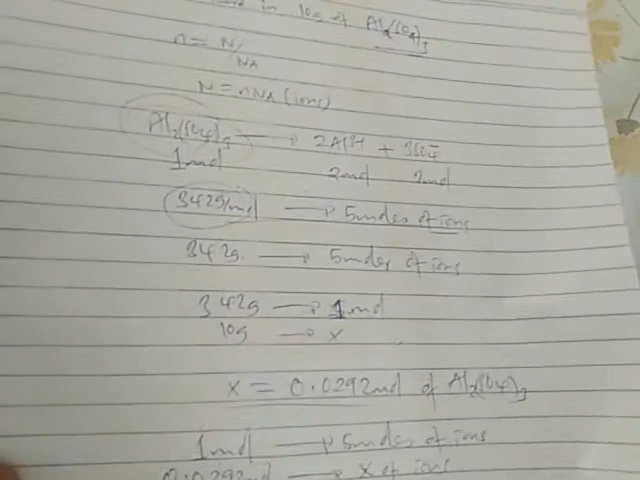 in 10g of Al2(SO4)3
n = N/NA
N = nNA (ions)
Al2(SO4)3 → 2Al3+ + 3SO4-
1mol 2mol 2mol
342g/mol → 5moles of ions
342g → 5moles of ions
342g → 1mol
10g → x
x = 0.0292mol of Al2(SO4)3
1mol → 5moles of ions
0.0292mol → x of ions